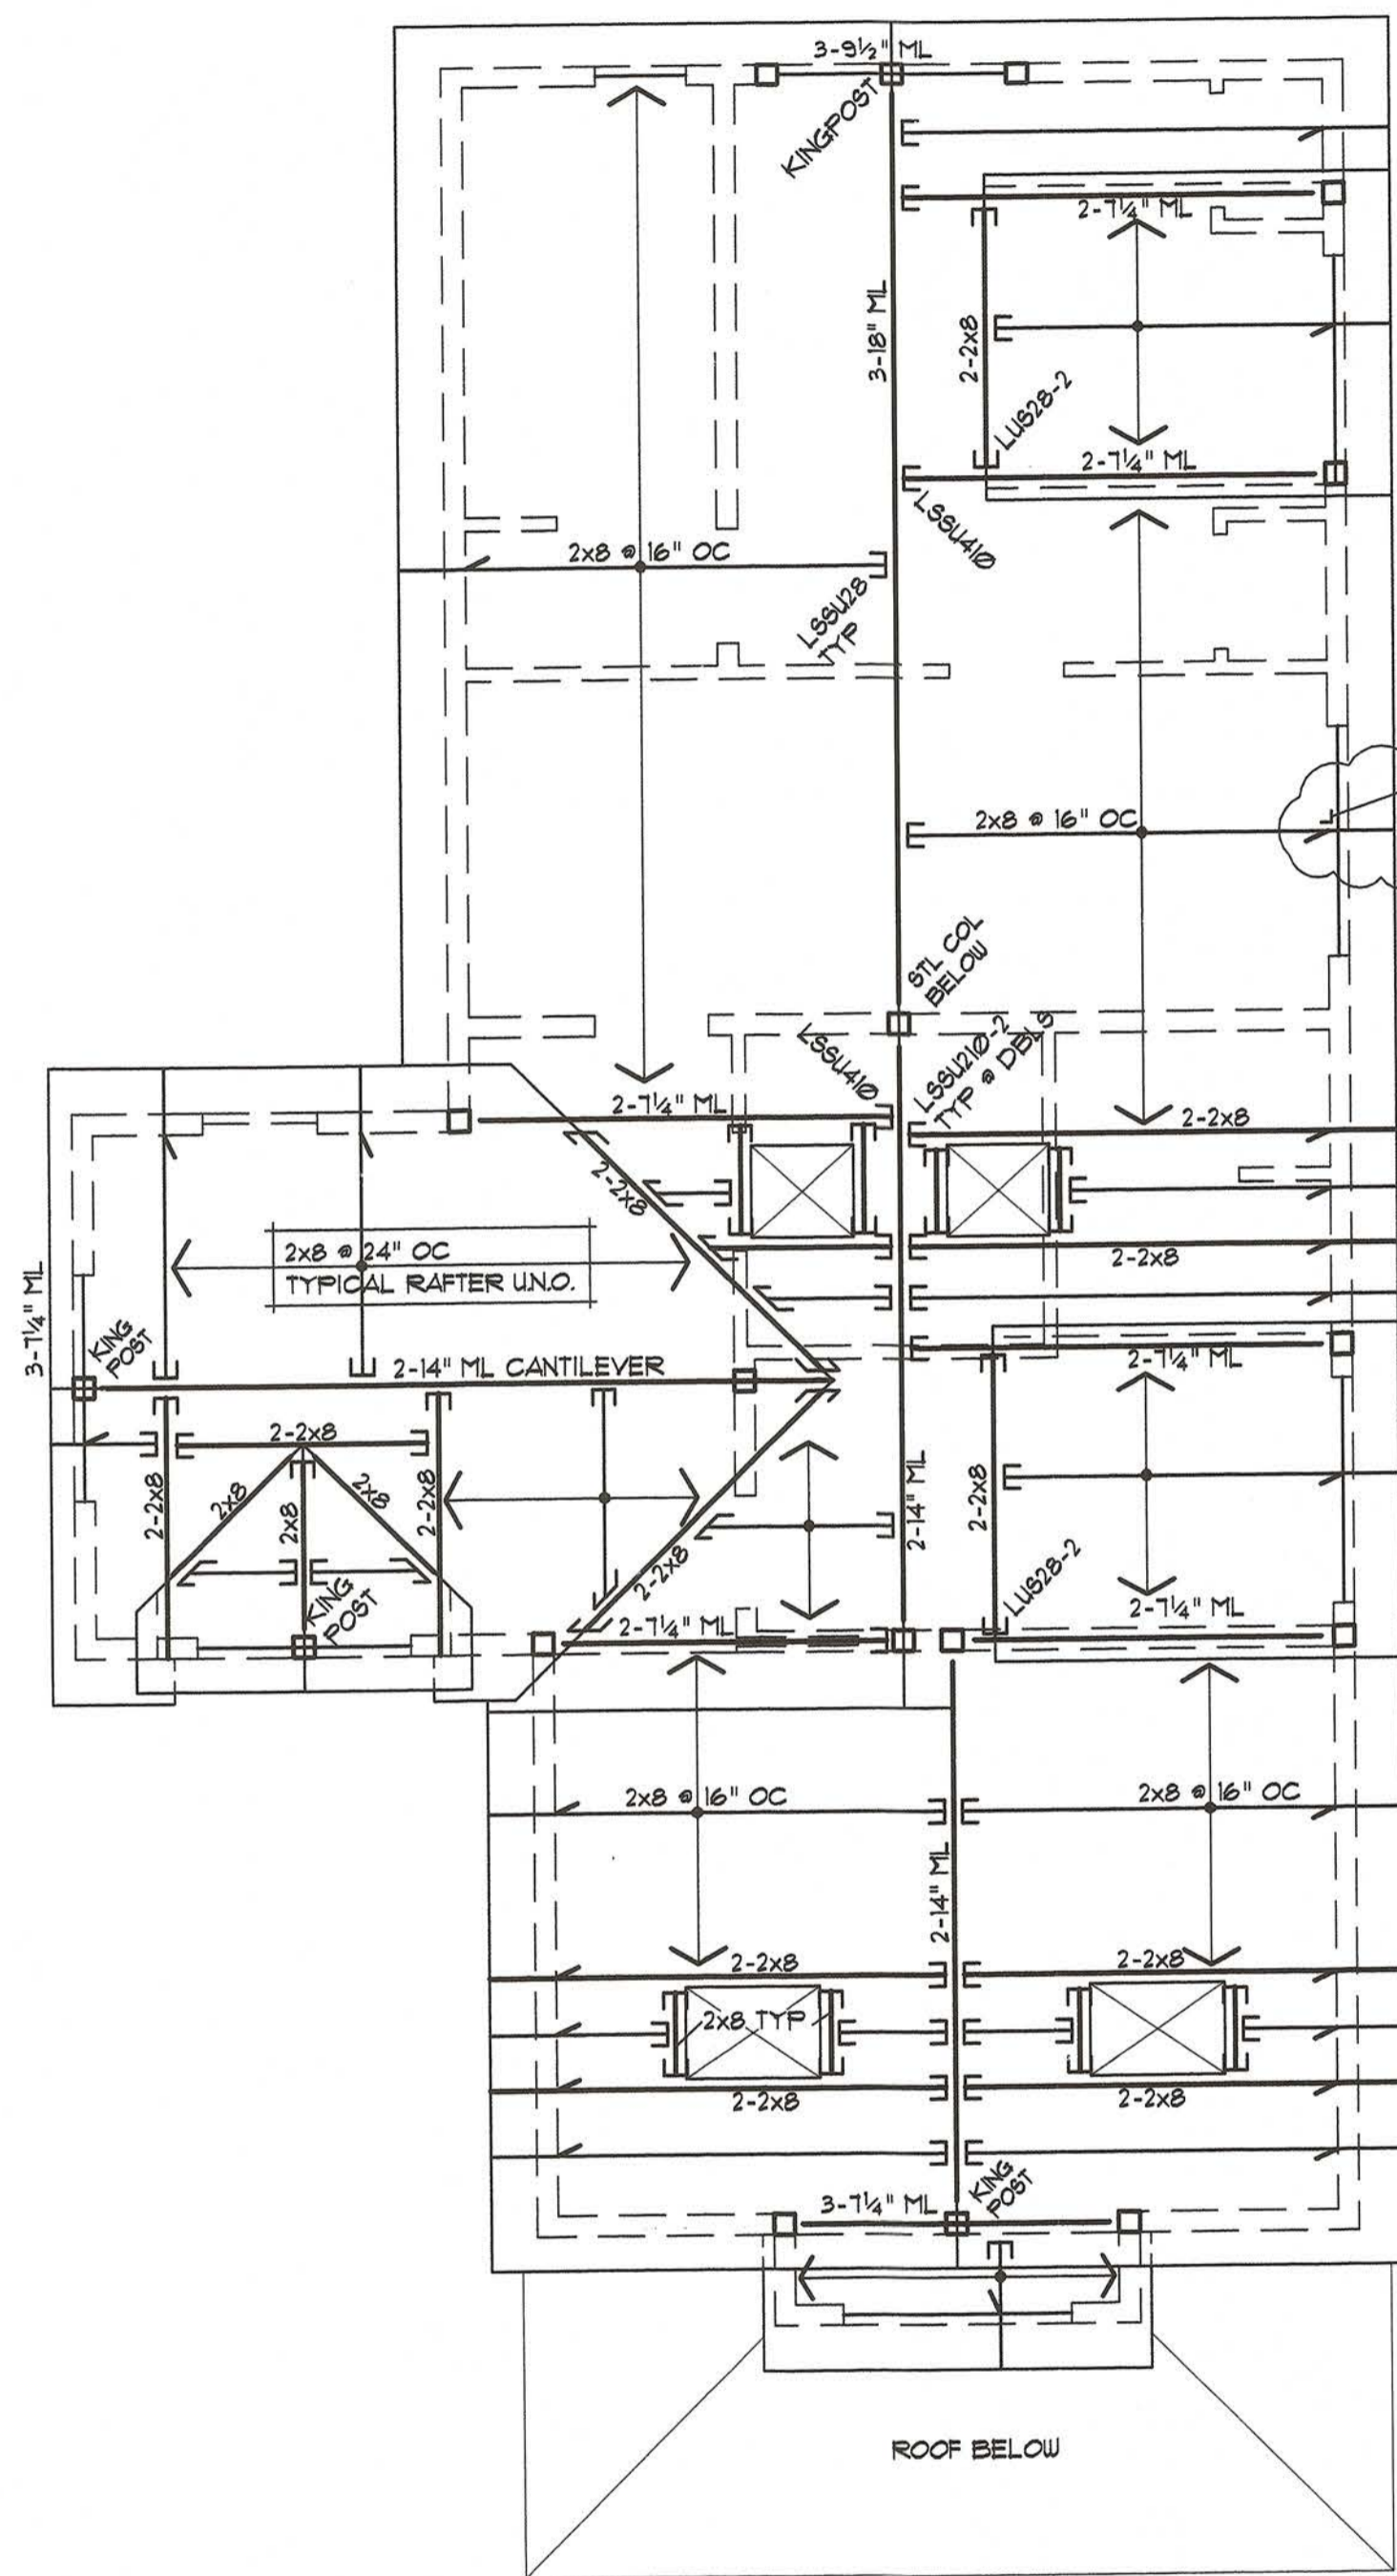 3-9½" ML
KINGPOST
2-7¼" ML
3-18" ML
2-2x8
LUS28-2
2-7¼" ML
LSSU410
2x8 @ 16" OC
LSSU28
TYP
2x8 @ 16" OC
STL COL
BELOW
LSSU410
LSSU210-2
TYP @ DBLS
2-7¼" ML
2-2x8
2-2x8
2x8 @ 24" OC
TYPICAL RAFTER U.N.O.
2-2x8
3-7¼" ML
KING
POST
2-14" ML CANTILEVER
2-7¼" ML
2-2x8
2-2x8
2x8
2x8
2x8
2-2x8
2-14" ML
2-2x8
KING
POST
2-2x8
LUS28-2
2-7¼" ML
2-7¼" ML
2x8 @ 16" OC
2x8 @ 16" OC
2-14" ML
2-2x8
2-2x8
2x8 TYP
2-2x8
2-2x8
3-7¼" ML
KING
POST
ROOF BELOW